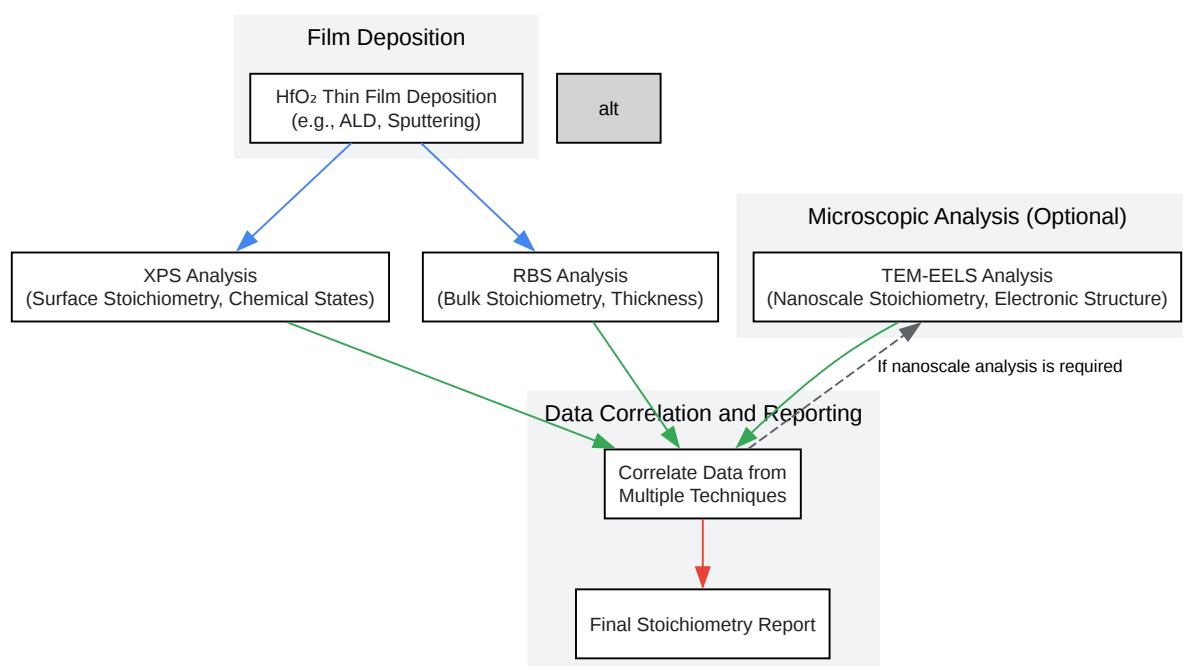 Film Deposition
HfO₂ Thin Film Deposition
(e.g., ALD, Sputtering)
alt
Microscopic Analysis (Optional)
XPS Analysis
(Surface Stoichiometry, Chemical States)
RBS Analysis
(Bulk Stoichiometry, Thickness)
TEM-EELS Analysis
(Nanoscale Stoichiometry, Electronic Structure)
If nanoscale analysis is required
Data Correlation and Reporting
Correlate Data from
Multiple Techniques
Final Stoichiometry Report